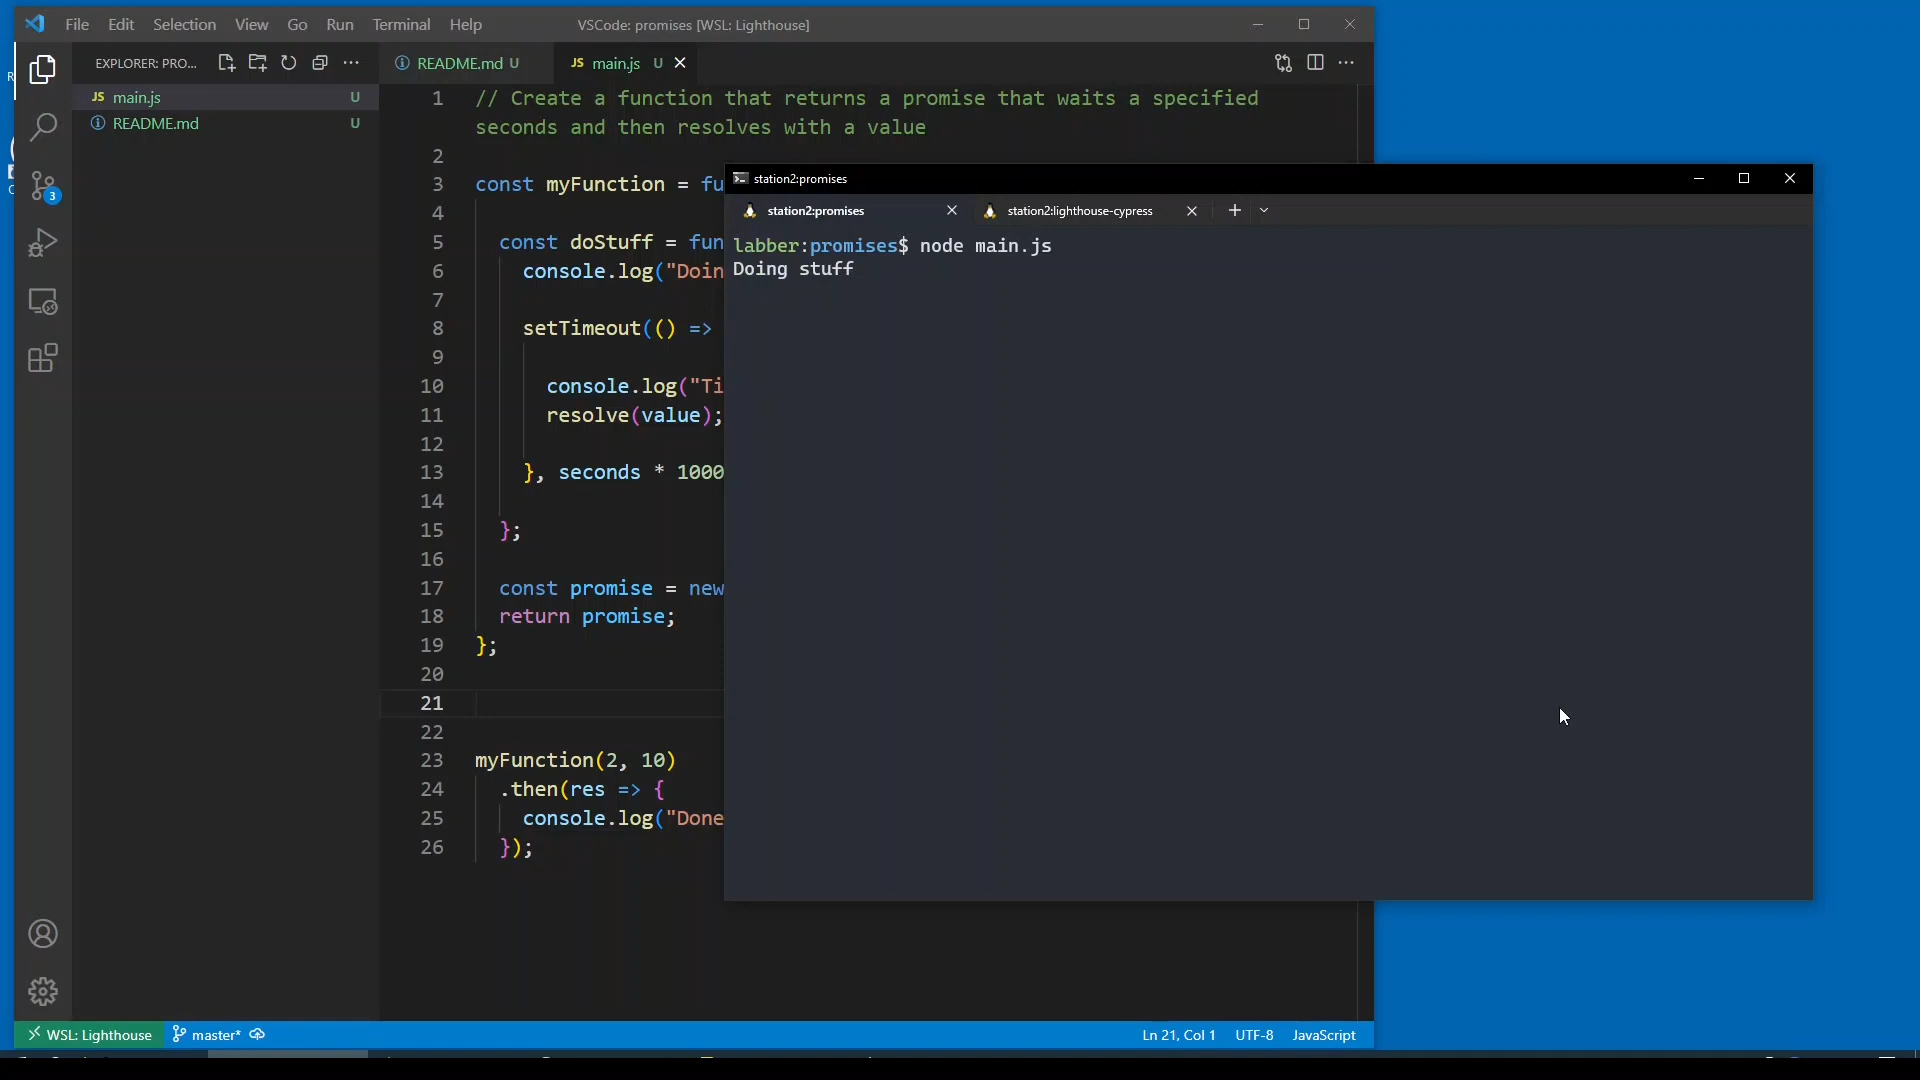 File Edit Selection View Go Run Terminal Help
VSCode: promises [WSL: Lighthouse]
EXPLORER: PRO...
README.md U
JS main.js U
JS main.js U
README.md U
3
1 // Create a function that returns a promise that waits a specified
seconds and then resolves with a value
2
3 const myFunction = fu
4
5 const doStuff = fun
6 console.log("Doin
7
8 setTimeout(() =>
9
10 console.log("Ti
11 resolve(value);
12
13 }, seconds * 1000
14
15 };
16
17 const promise = new
18 return promise;
19 };
20
21
22
23 myFunction(2, 10)
24 .then(res => {
25 console.log("Done
26 });
station2:promises
station2:promises
station2:lighthouse-cypress
labber:promises$ node main.js
Doing stuff
WSL: Lighthouse
master*
Ln 21, Col 1
UTF-8
JavaScript